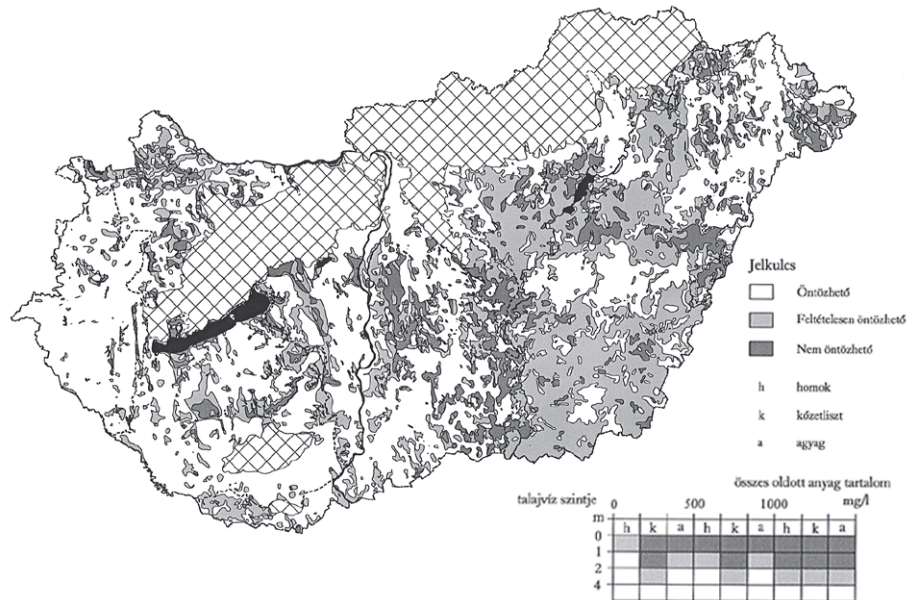 Jelkulcs
Öntözhető
Feltételesen öntözhető
Nem öntözhető
h homok
k kőzetliszt
a agyag
összes oldott anyag tartalom
talajvíz szintje 0 500 1000 mg/l
m h k a h k a h k a
0
1
2
4